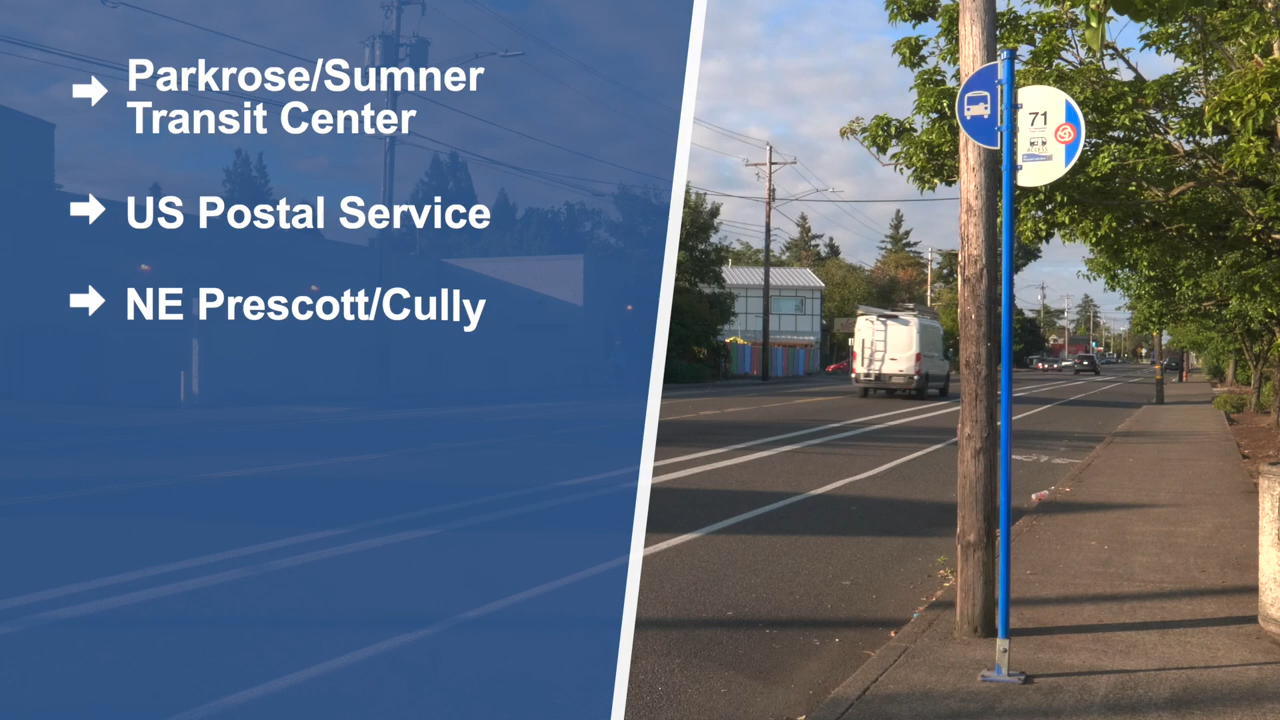 Parkrose/Sumner
Transit Center
US Postal Service
NE Prescott/Cully
71
ACCESS